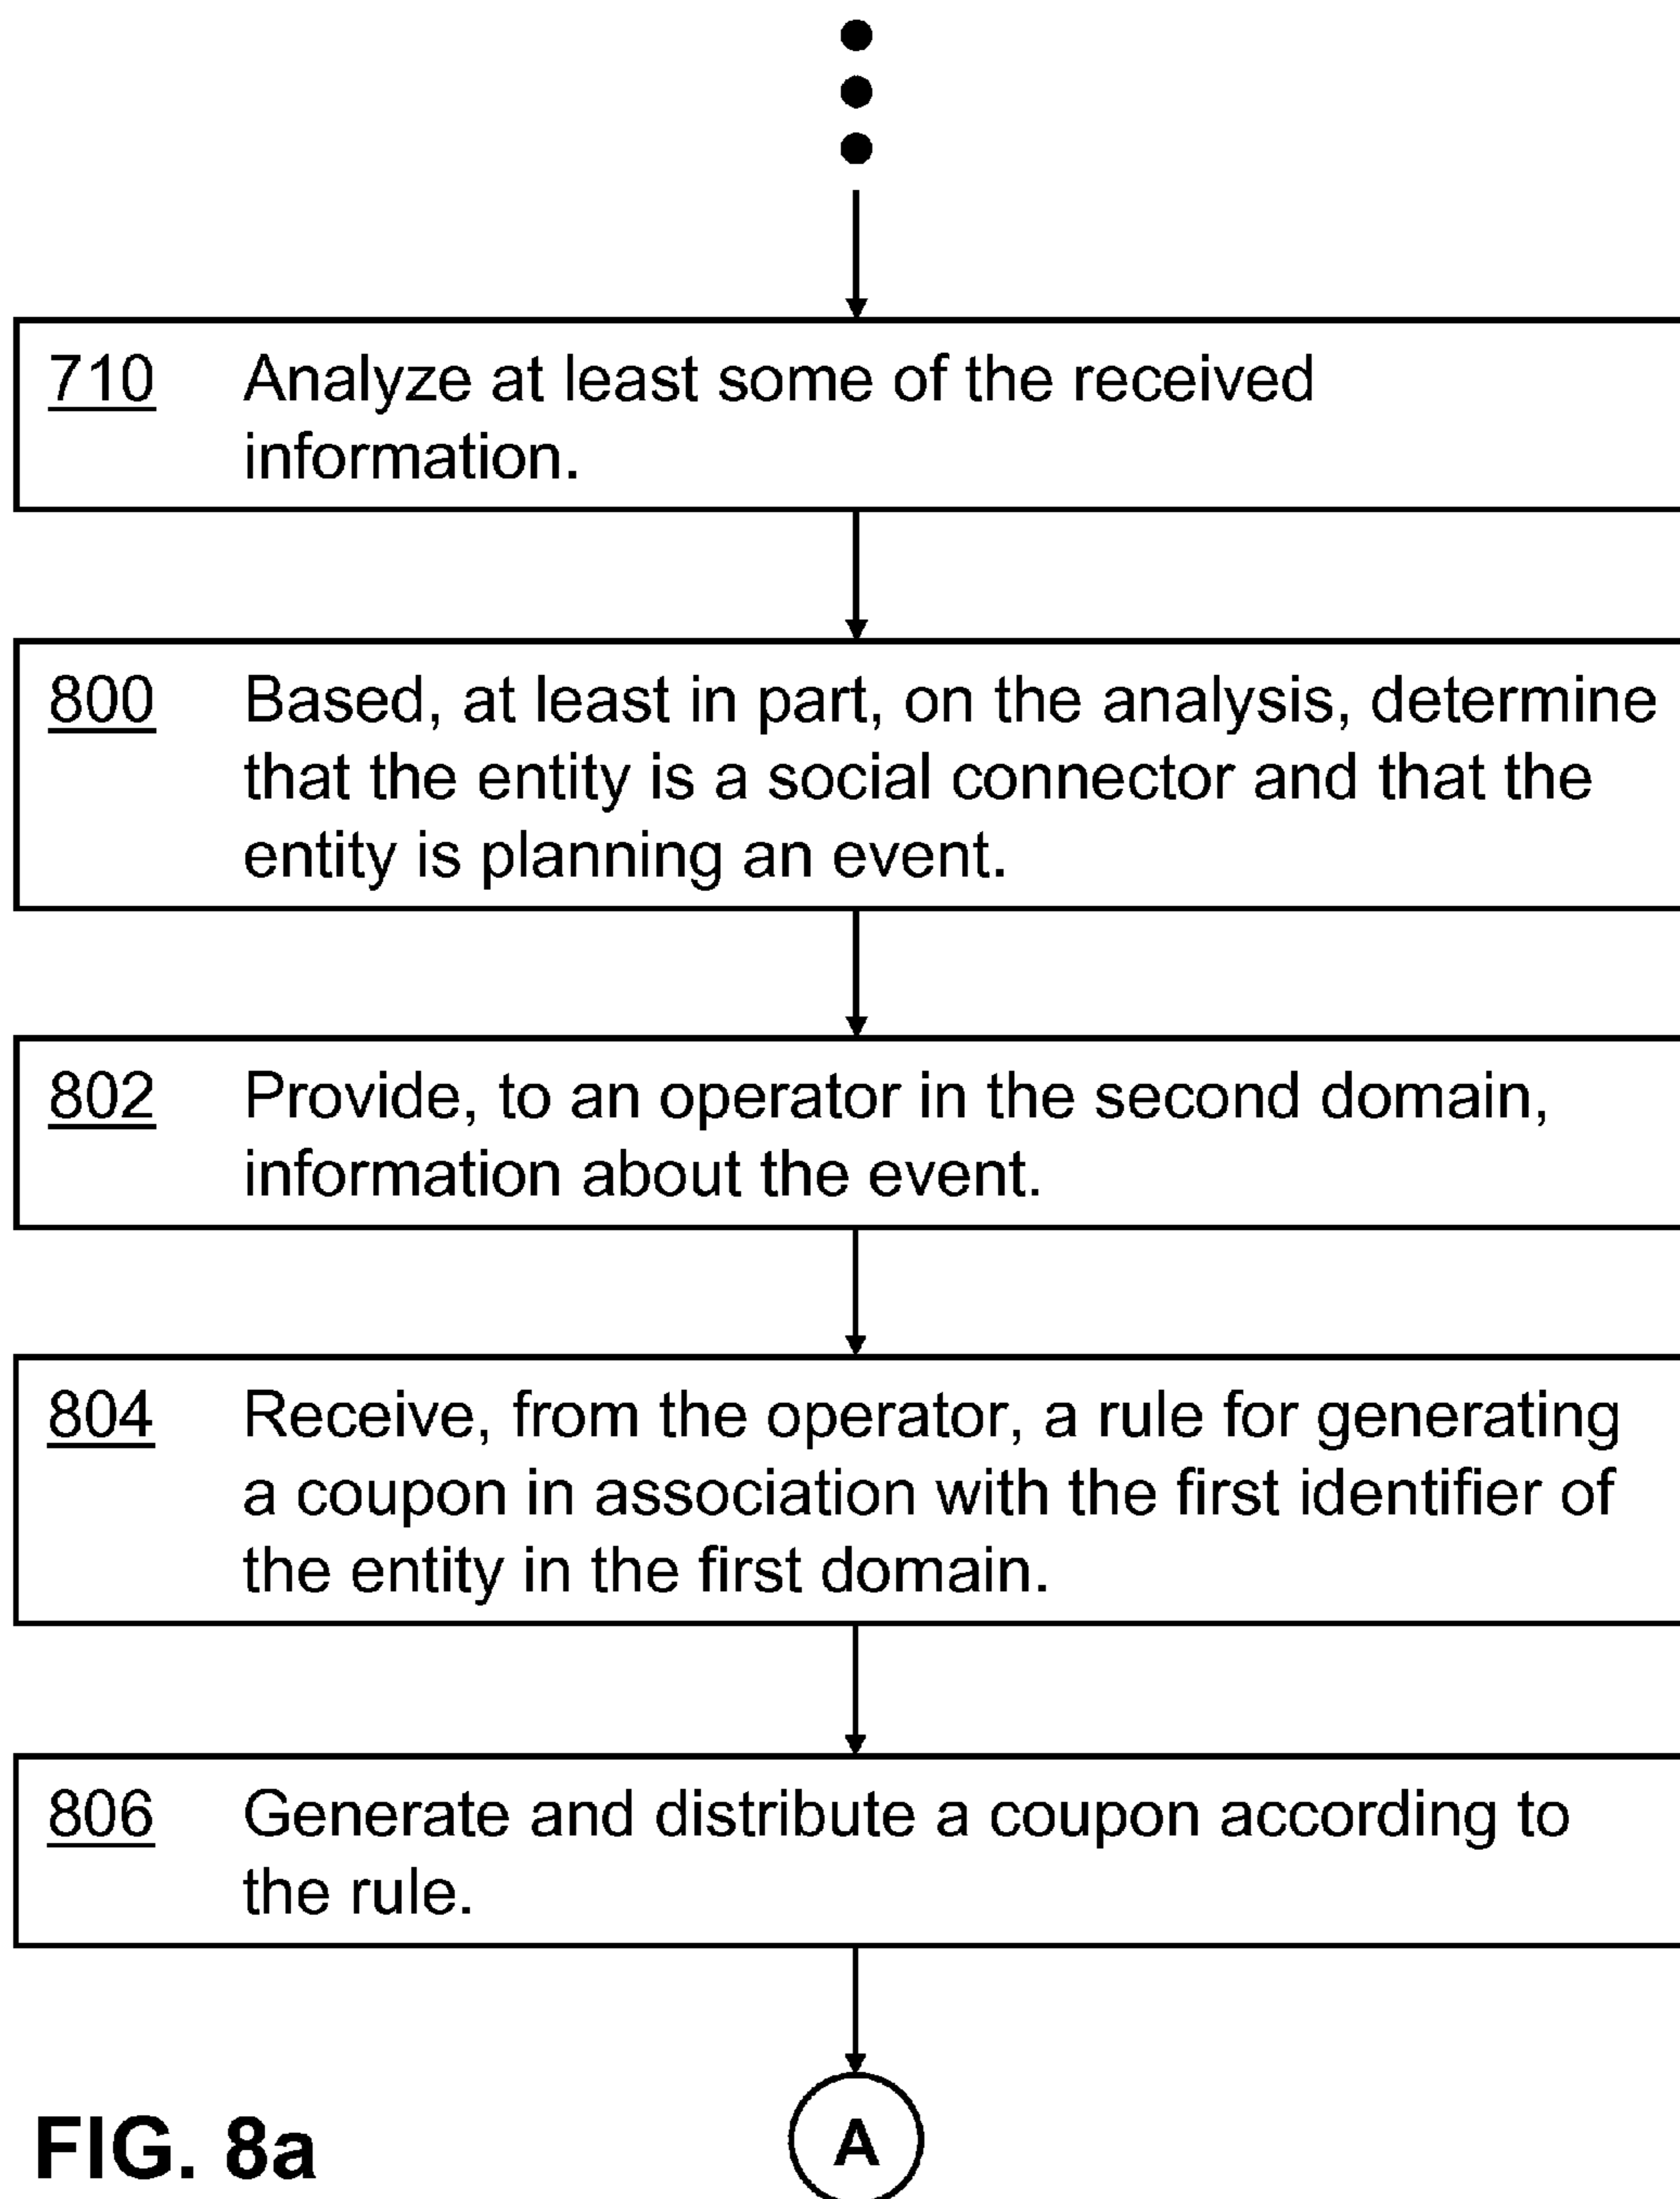 710 Analyze at least some of the received
information.
800 Based, at least in part, on the analysis, determine
that the entity is a social connector and that the
entity is planning an event.
802 Provide, to an operator in the second domain,
information about the event.
804 Receive, from the operator, a rule for generating
a coupon in association with the first identifier of
the entity in the first domain.
806 Generate and distribute a coupon according to
the rule.
A
FIG. 8a